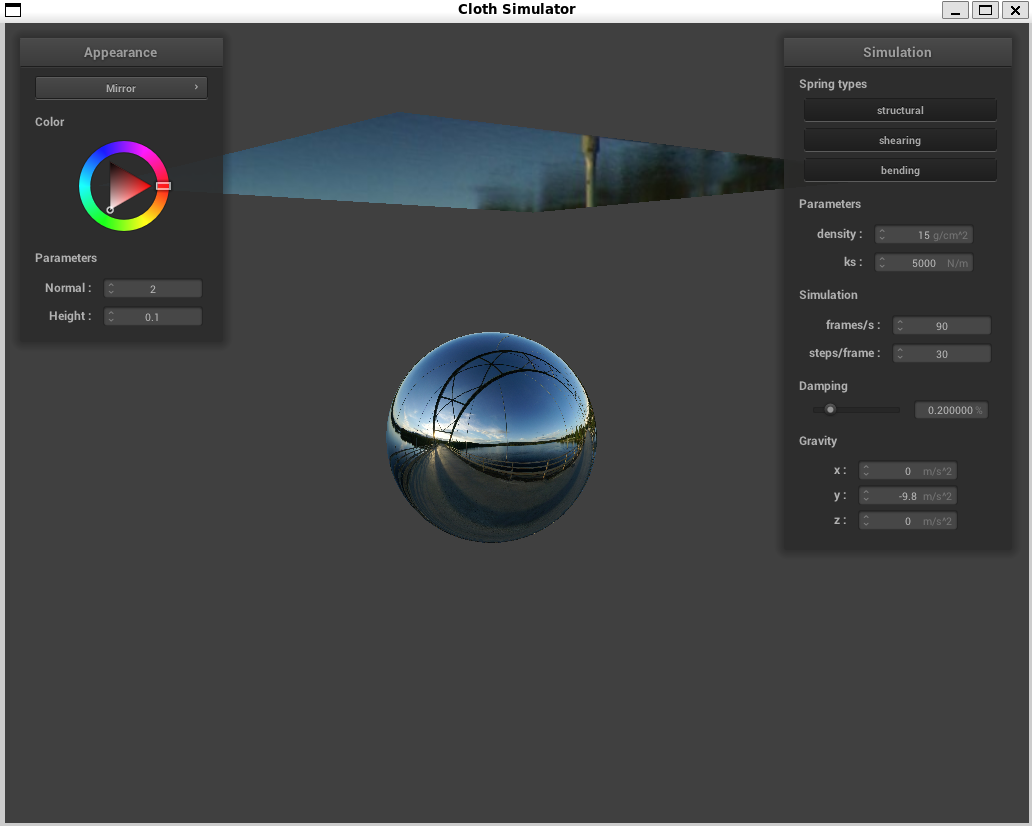 Cloth Simulator
Appearance
Mirror
Color
Parameters
Normal : 2
Height : 0.1
Simulation
Spring types
structural
shearing
bending
Parameters
density : 15 g/cm^2
ks : 5000 N/m
Simulation
frames/s : 90
steps/frame : 30
Damping
0.200000 %
Gravity
x : 0 m/s^2
y : -9.8 m/s^2
z : 0 m/s^2